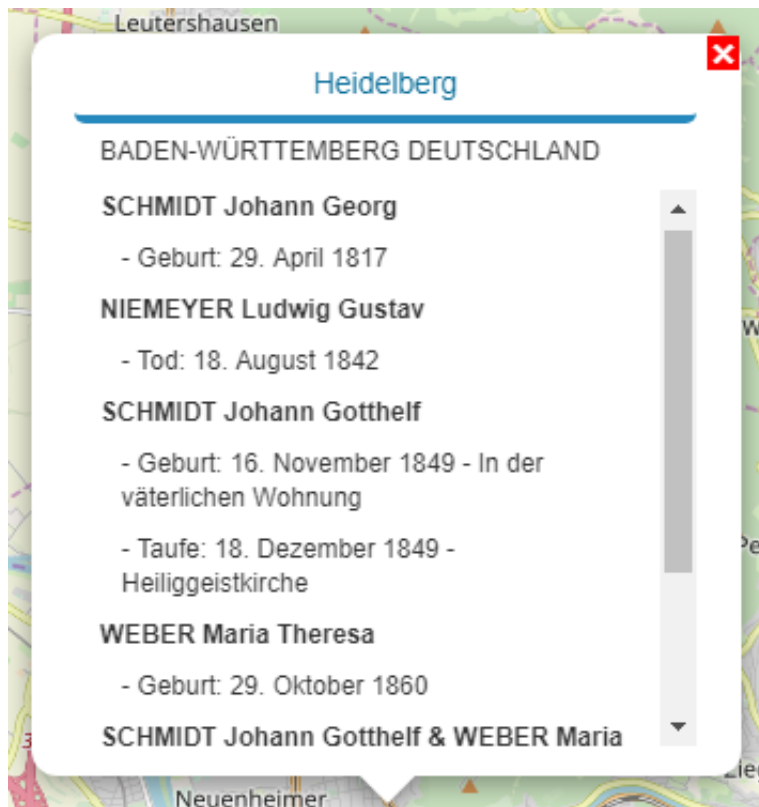 Leutershausen
Heidelberg
BADEN-WÜRTTEMBERG DEUTSCHLAND
SCHMIDT Johann Georg
- Geburt: 29. April 1817
NIEMEYER Ludwig Gustav
- Tod: 18. August 1842
SCHMIDT Johann Gotthelf
- Geburt: 16. November 1849 - In der
väterlichen Wohnung
- Taufe: 18. Dezember 1849 -
Heiliggeistkirche
WEBER Maria Theresa
- Geburt: 29. Oktober 1860
SCHMIDT Johann Gotthelf & WEBER Maria
Neuenheimer